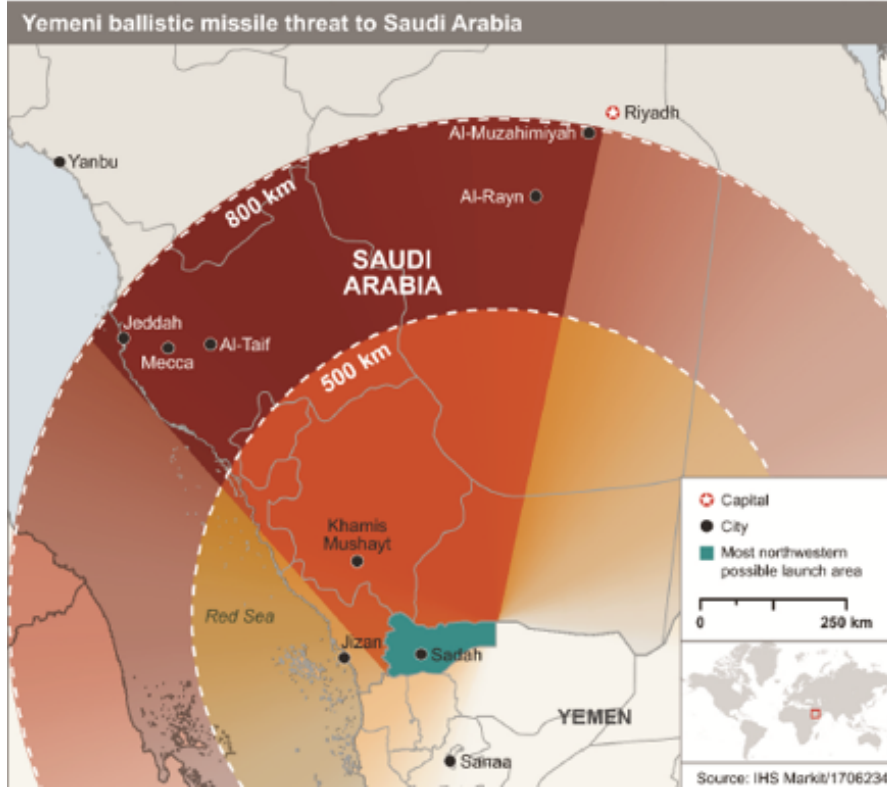 Yemeni ballistic missile threat to Saudi Arabia
Riyadh
Al-Muzahimiyah
Yanbu
800 km
Al-Rayn
SAUDI
ARABIA
Jeddah
Mecca
Al-Taif
500 km
Khamis
Mushayt
Red Sea
Jizan
Sadah
YEMEN
Sanaa
Capital
City
Most northwestern
possible launch area
0 250 km
Source: IHS Markit/1706234